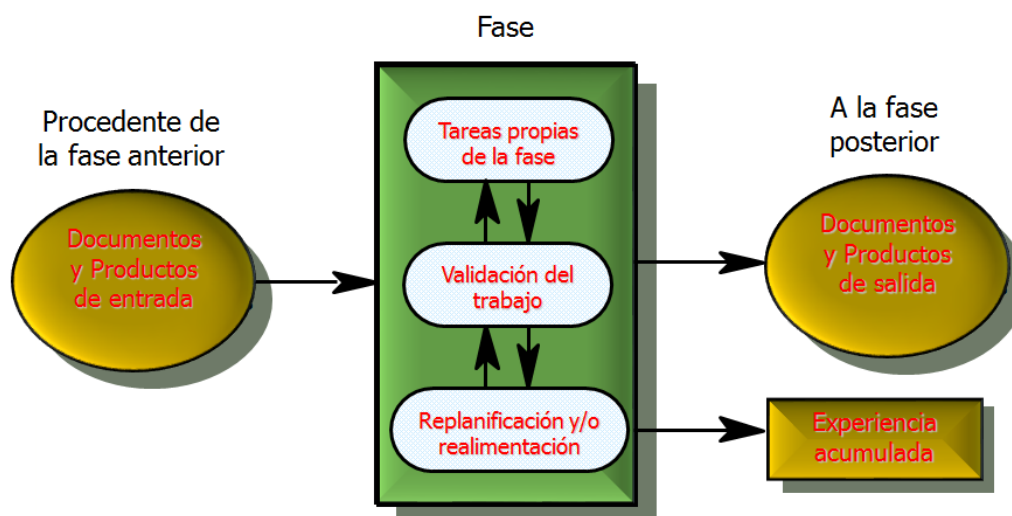 Fase
Procedente de
la fase anterior
Documentos
y Productos
de entrada
Tareas propias
de la fase
Validación del
trabajo
Replanificación y/o
realimentación
A la fase
posterior
Documentos
y Productos
de salida
Experiencia
acumulada